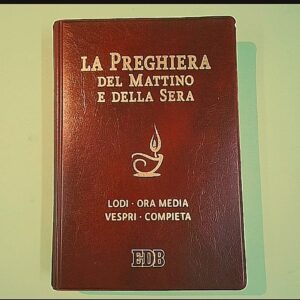 LA PREGHIERA
DEL MATTINO
E DELLA SERA
LODI · ORA MEDIA
VESPRI · COMPIETA
EDB